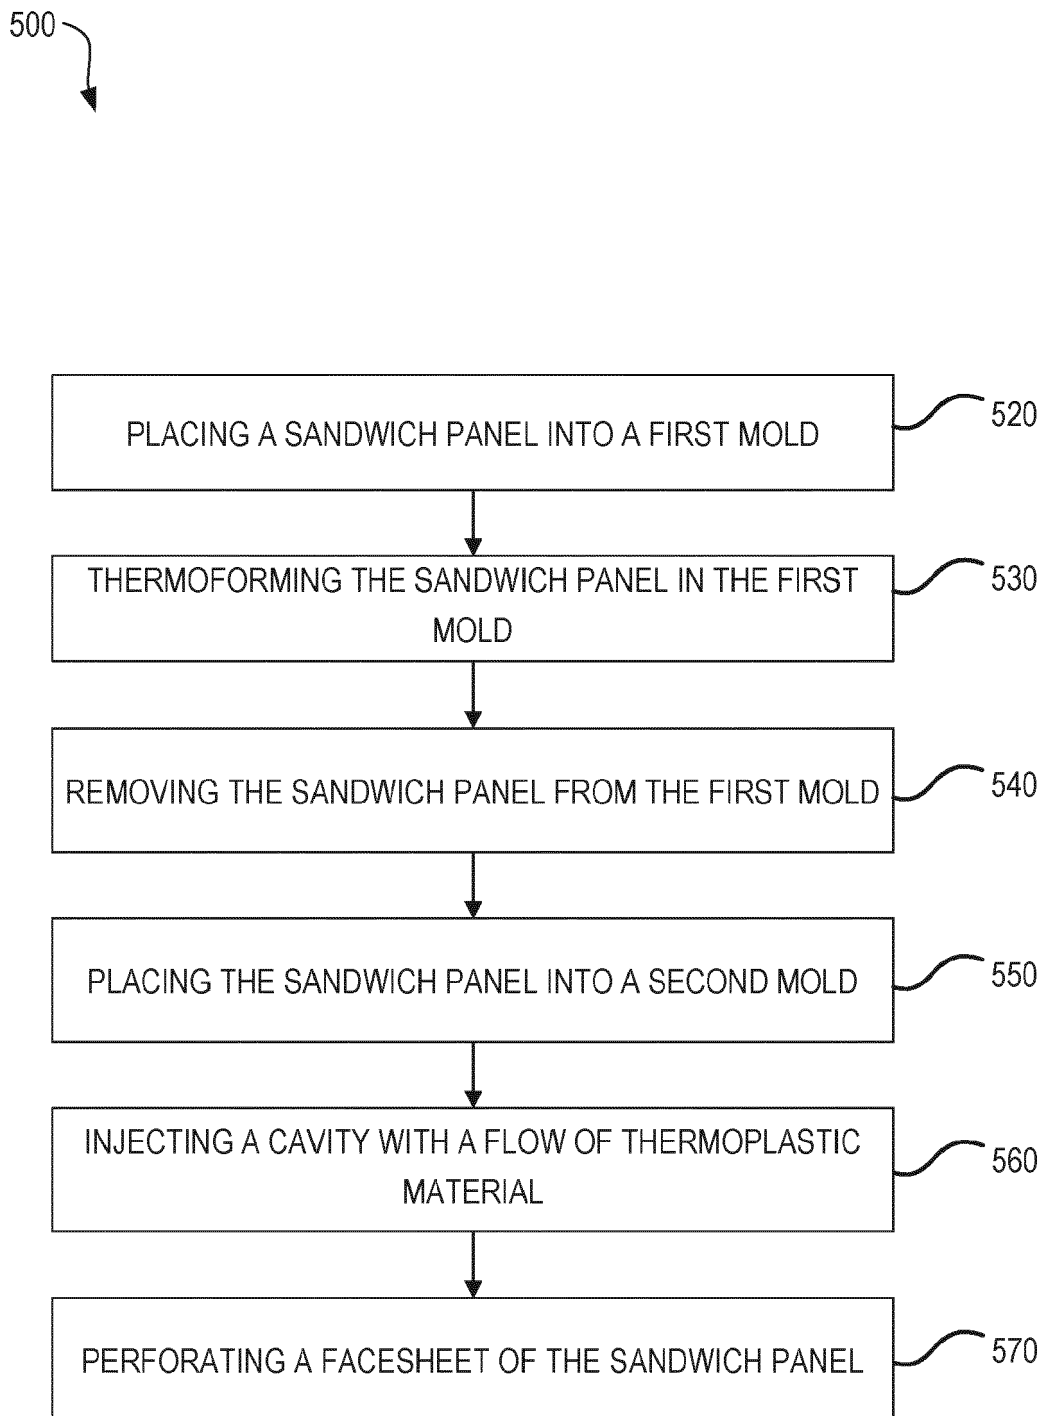 500
PLACING A SANDWICH PANEL INTO A FIRST MOLD
520
THERMOFORMING THE SANDWICH PANEL IN THE FIRST
MOLD
530
REMOVING THE SANDWICH PANEL FROM THE FIRST MOLD
540
PLACING THE SANDWICH PANEL INTO A SECOND MOLD
550
INJECTING A CAVITY WITH A FLOW OF THERMOPLASTIC
MATERIAL
560
PERFORATING A FACESHEET OF THE SANDWICH PANEL
570